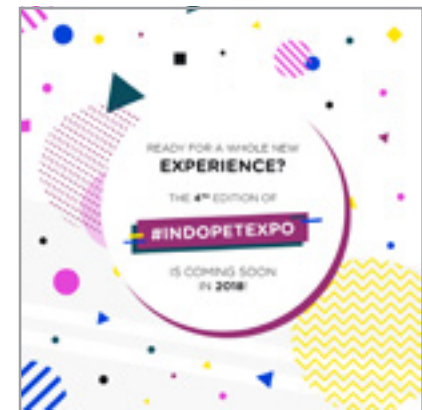 READY FOR A WHOLE NEW
EXPERIENCE?
THE 4TH EDITION OF
#INDOPETEXPO
IS COMING SOON
IN 2018!